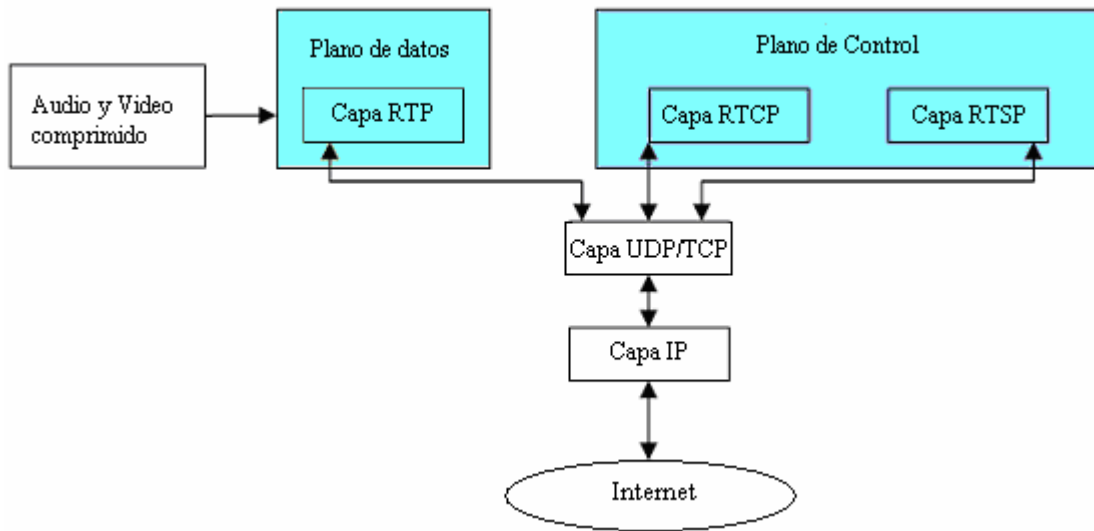 Plano de datos
Plano de Control
Audio y Video
comprimido
Capa RTP
Capa RTCP
Capa RTSP
Capa UDP/TCP
Capa IP
Internet